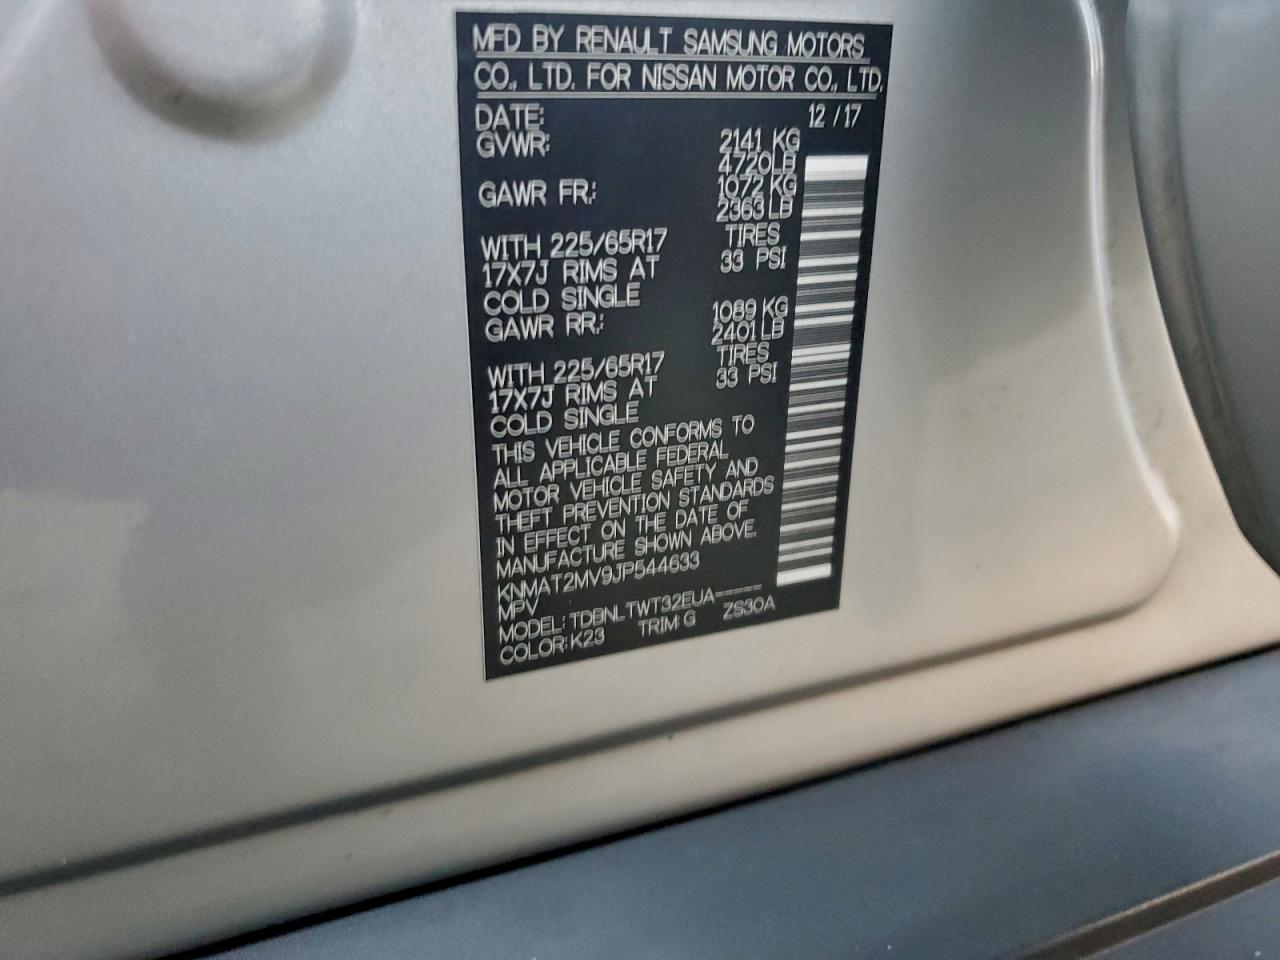 MFD BY RENAULT SAMSUNG MOTORS
CO., LTD. FOR NISSAN MOTOR CO., LTD.
DATE: 12 / 17
GVWR: 2141 KG
4720LB
GAWR FR.: 1072 KG
2363 LB
WITH 225/65R17 TIRES
17X7J RIMS AT 33 PSI
COLD SINGLE
GAWR RR.: 1089 KG
2401 LB
WITH 225/65R17 TIRES
17X7J RIMS AT 33 PSI
COLD SINGLE
THIS VEHICLE CONFORMS TO
ALL APPLICABLE FEDERAL
MOTOR VEHICLE SAFETY AND
THEFT PREVENTION STANDARDS
IN EFFECT ON THE DATE OF
MANUFACTURE SHOWN ABOVE.
KNMAT2MV9JP544633
MPV
MODEL: TDBNLTWT32EUA-----
COLOR: K23 TRIM: G ZS30A